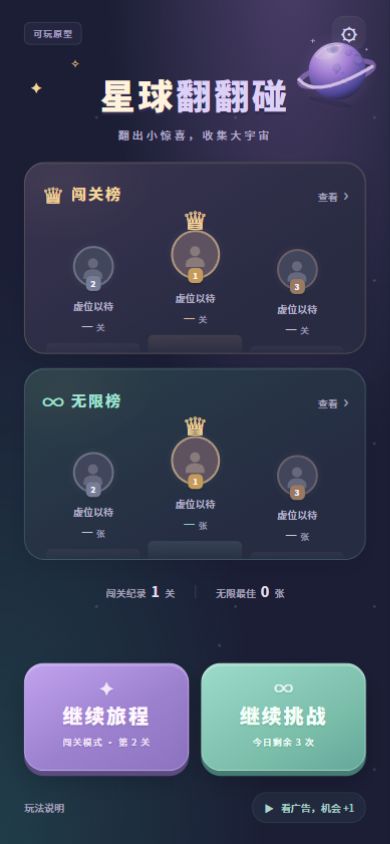 可玩原型
星球翻翻碰
翻出小惊喜，收集大宇宙
闯关榜
查看 >
1
2
3
虚位以待
虚位以待
虚位以待
— 关
— 关
— 关
无限榜
查看 >
1
2
3
虚位以待
虚位以待
虚位以待
— 张
— 张
— 张
闯关纪录 1 关
无限最佳 0 张
继续旅程
闯关模式 · 第 2 关
继续挑战
今日剩余 3 次
玩法说明
看广告，机会 +1